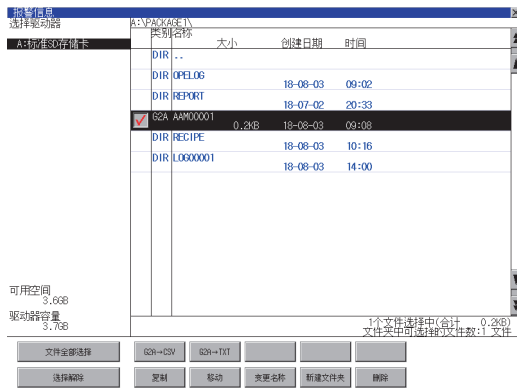 报警信息
选择驱动器
A:\PACKAGE1\
A:标准SD存储卡
类别 名称 大小 创建日期 时间
DIR ..
DIR OPELOG 18-08-03 09:02
DIR REPORT 18-07-02 20:33
G2A AAM00001 0.2KB 18-08-03 09:08
DIR RECIPE 18-08-03 10:16
DIR LOG00001 18-08-03 14:00
可用空间
3.6GB
驱动器容量
3.7GB
1个文件选择中(合计 0.2KB)
文件夹中可选择的文件数:1 文件
文件全部选择 G2A→CSV G2A→TXT
选择解除 复制 移动 变更名称 新建文件夹 删除